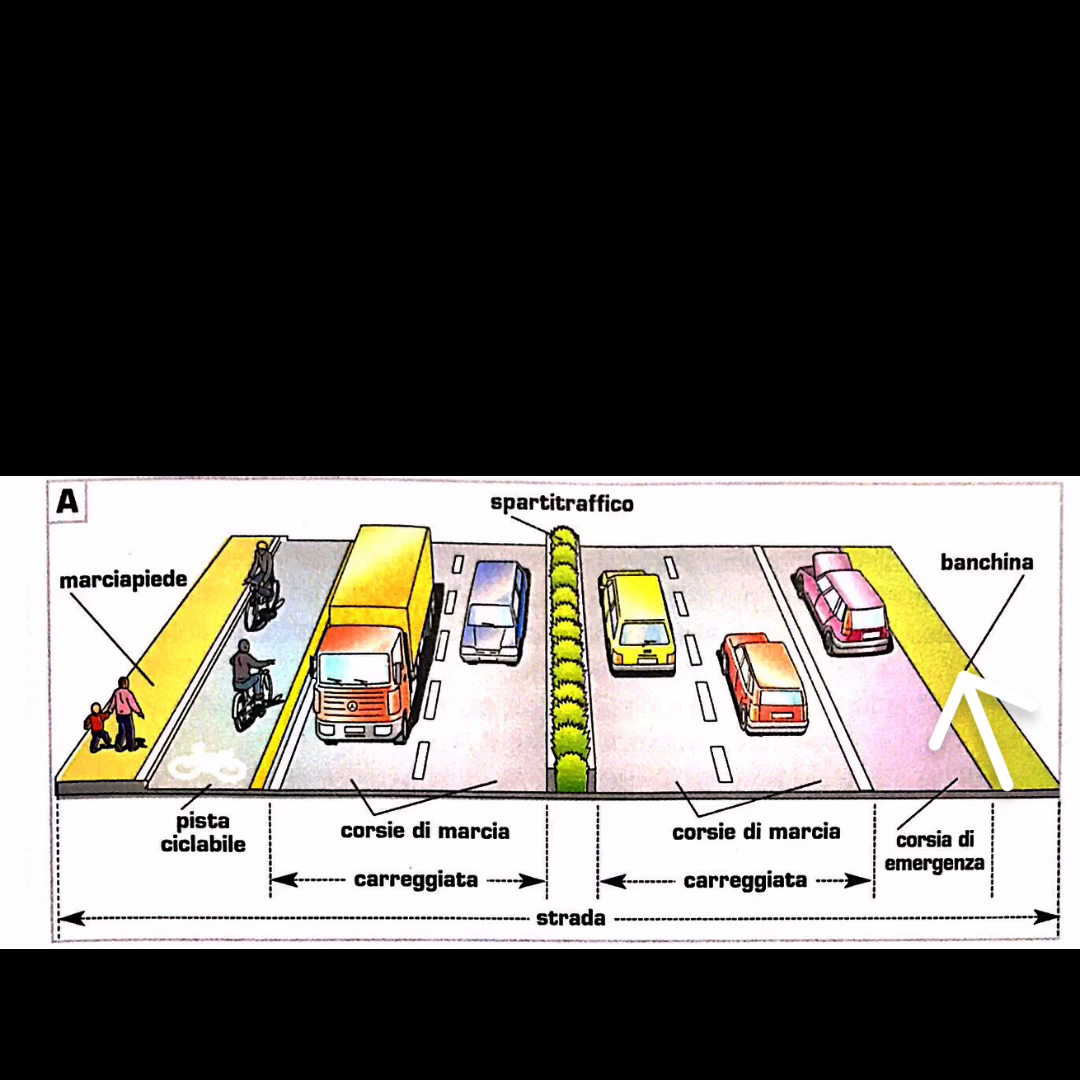 A
spartitraffico
marciapiede
banchina
pista
ciclabile
corsie di marcia
corsie di marcia
corsia di
emergenza
carreggiata
carreggiata
strada